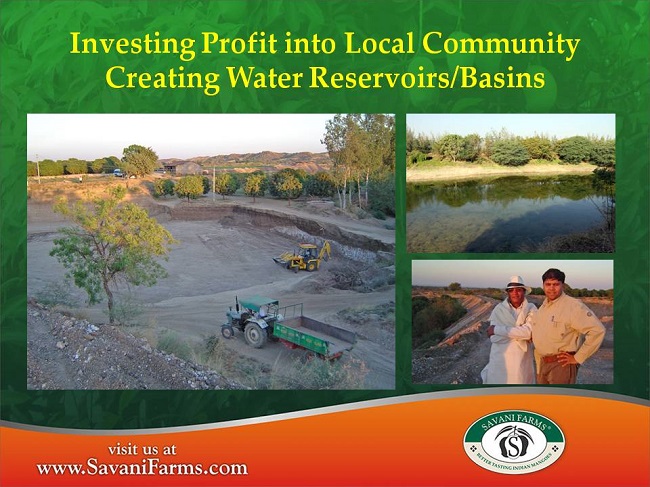 Investing Profit into Local Community
Creating Water Reservoirs/Basins
visit us at
www.SavaniFarms.com
SAVANI FARMS®
BETTER TASTING INDIAN MANGOES